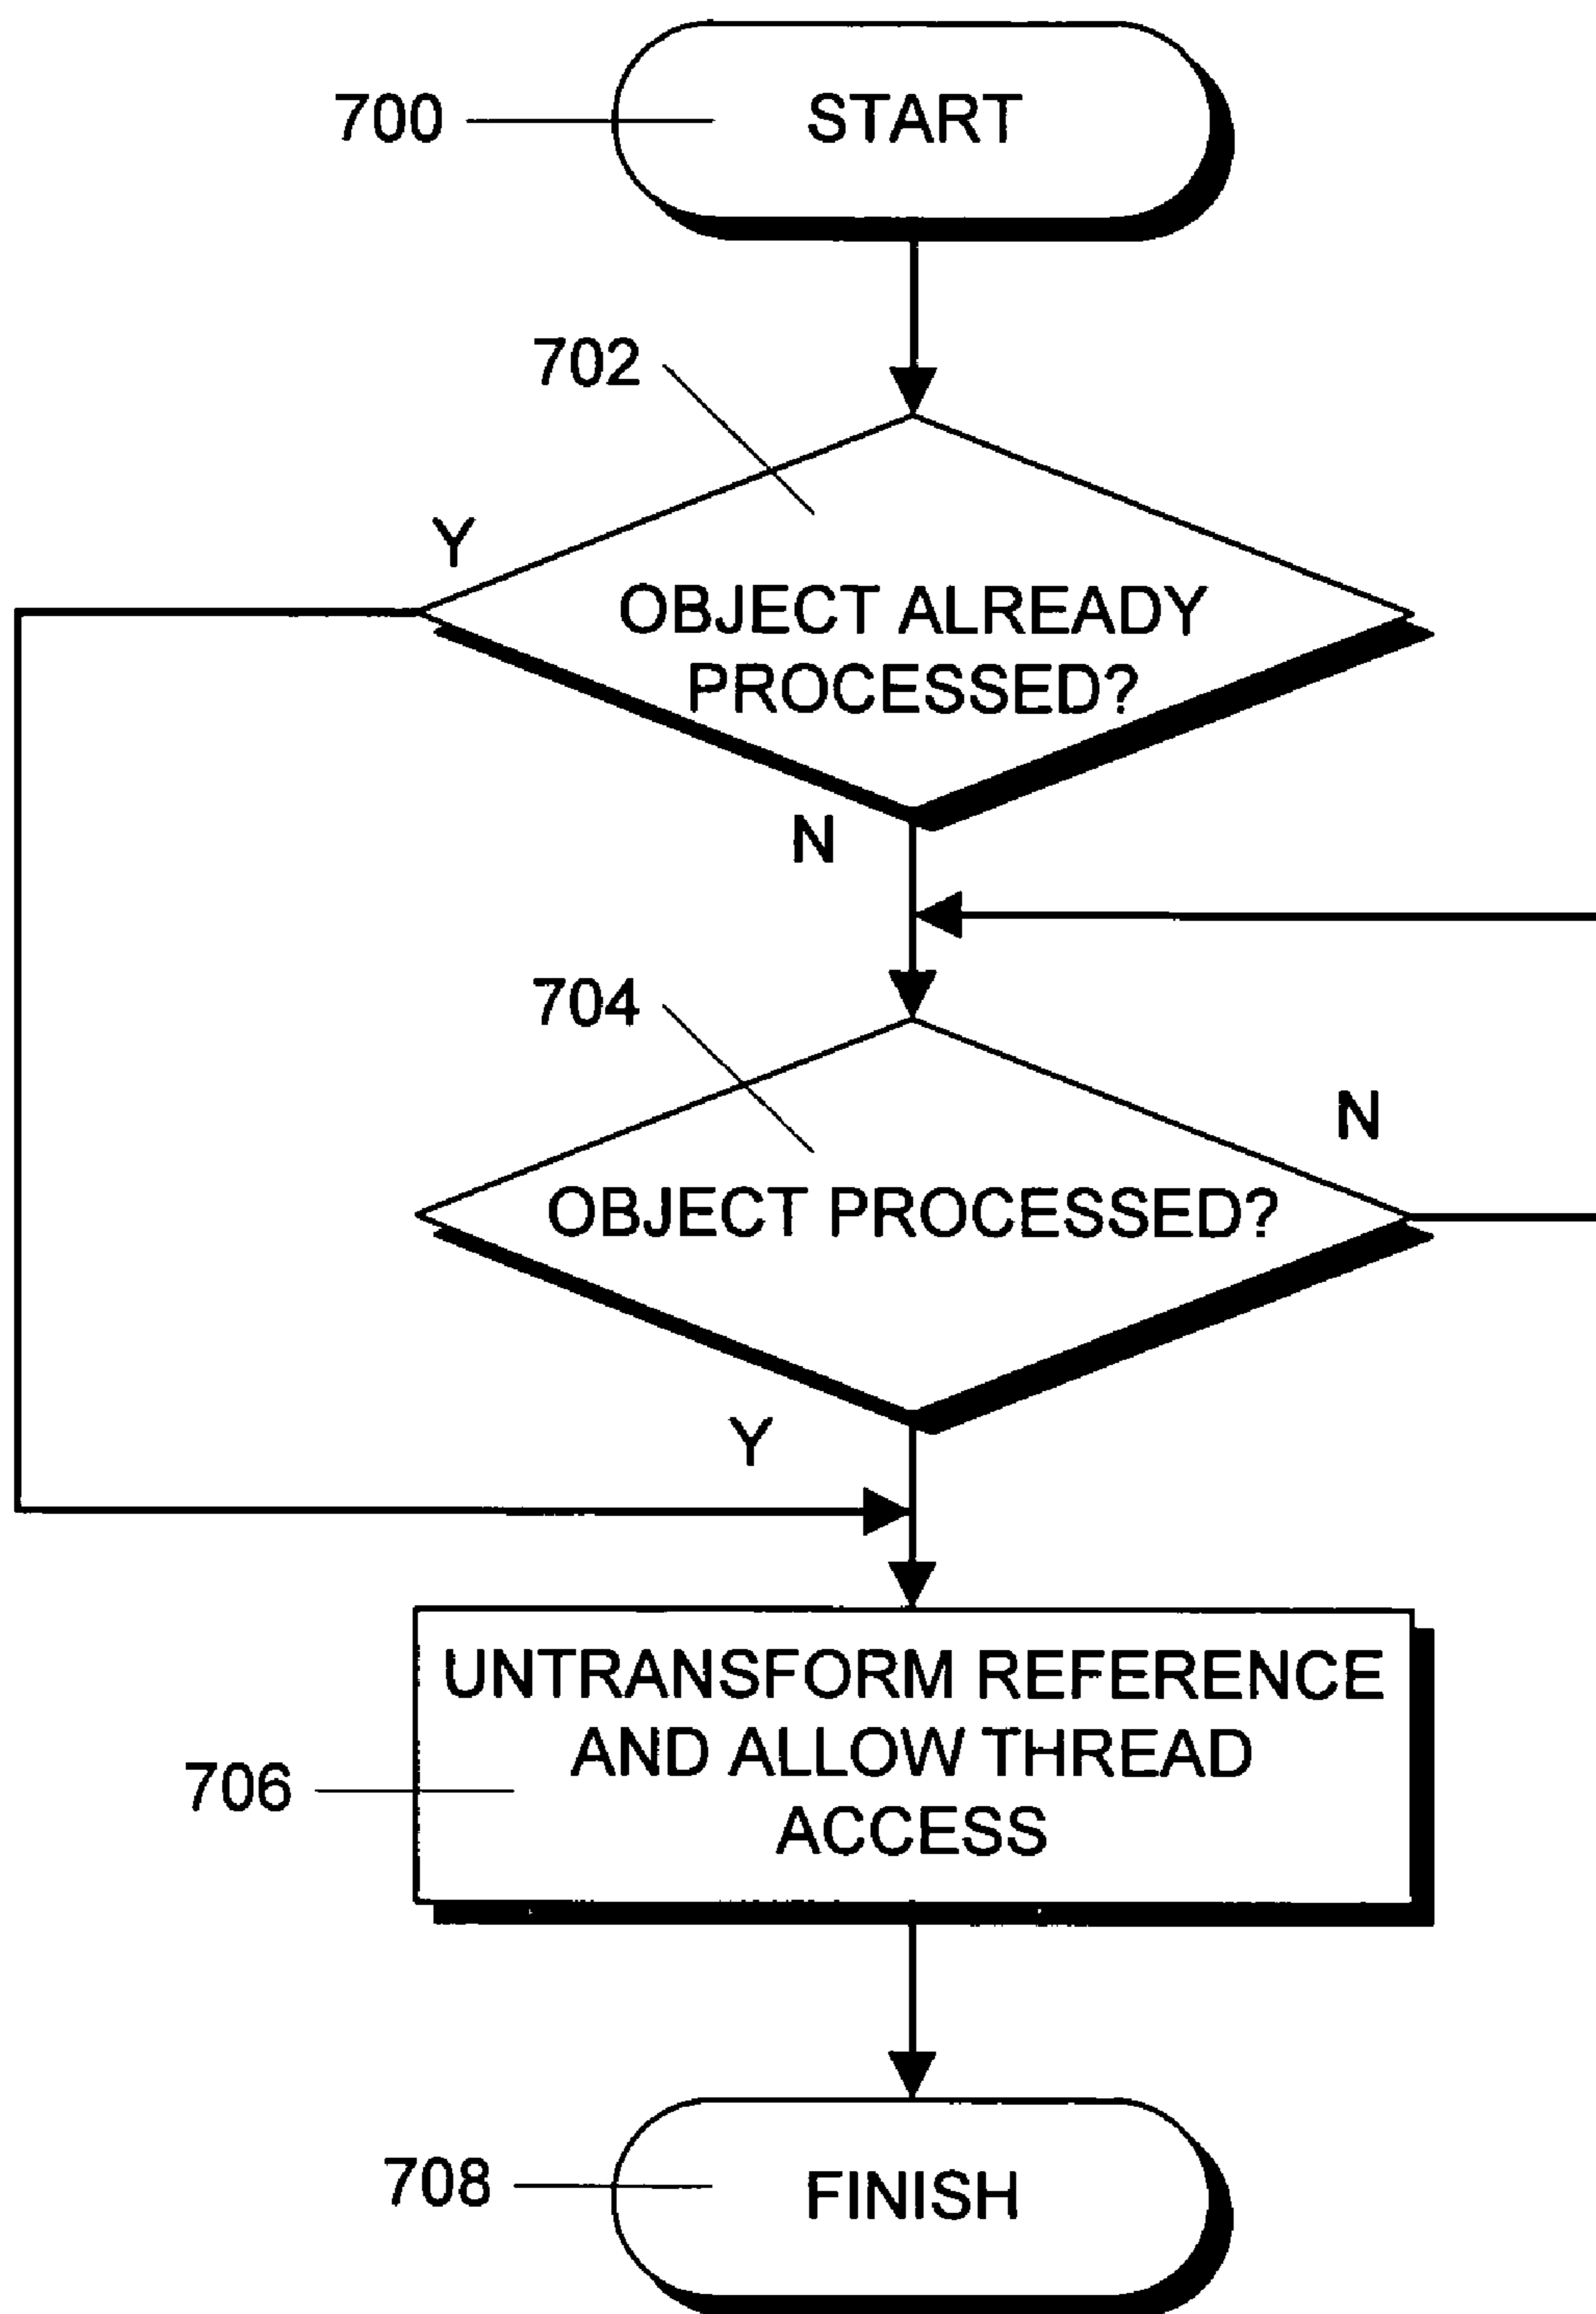 700
START
702
Y
OBJECT ALREADY
PROCESSED?
N
704
N
OBJECT PROCESSED?
Y
UNTRANSFORM REFERENCE
AND ALLOW THREAD
ACCESS
706
708
FINISH